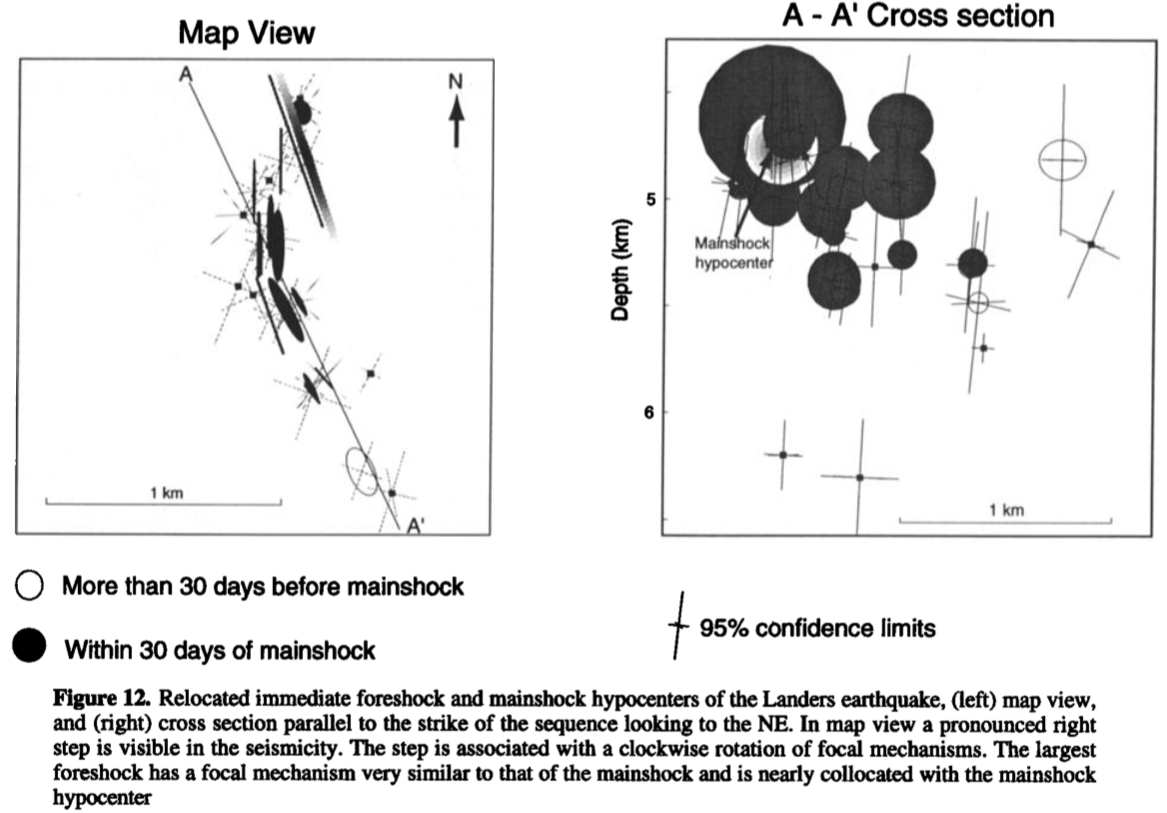 Map View
A - A' Cross section
A
N
1 km
A'
Depth (km)
5
6
Mainshock
hypocenter
1 km
More than 30 days before mainshock
Within 30 days of mainshock
95% confidence limits
Figure 12. Relocated immediate foreshock and mainshock hypocenters of the Landers earthquake, (left) map view,
and (right) cross section parallel to the strike of the sequence looking to the NE. In map view a pronounced right
step is visible in the seismicity. The step is associated with a clockwise rotation of focal mechanisms. The largest
foreshock has a focal mechanism very similar to that of the mainshock and is nearly collocated with the mainshock
hypocenter